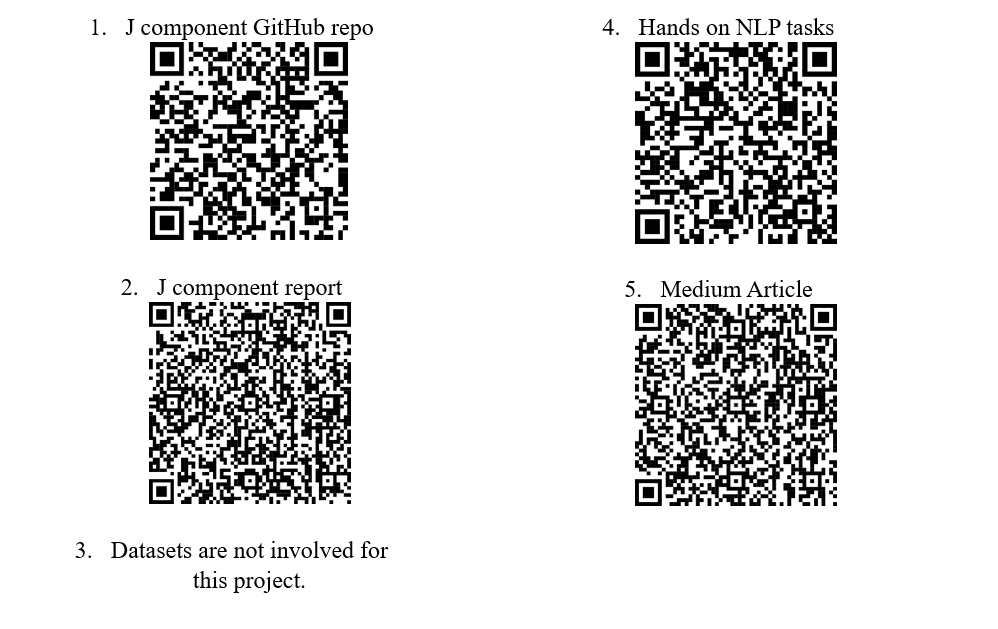 1. J component GitHub repo
2. J component report
3. Datasets are not involved for
this project.
4. Hands on NLP tasks
5. Medium Article